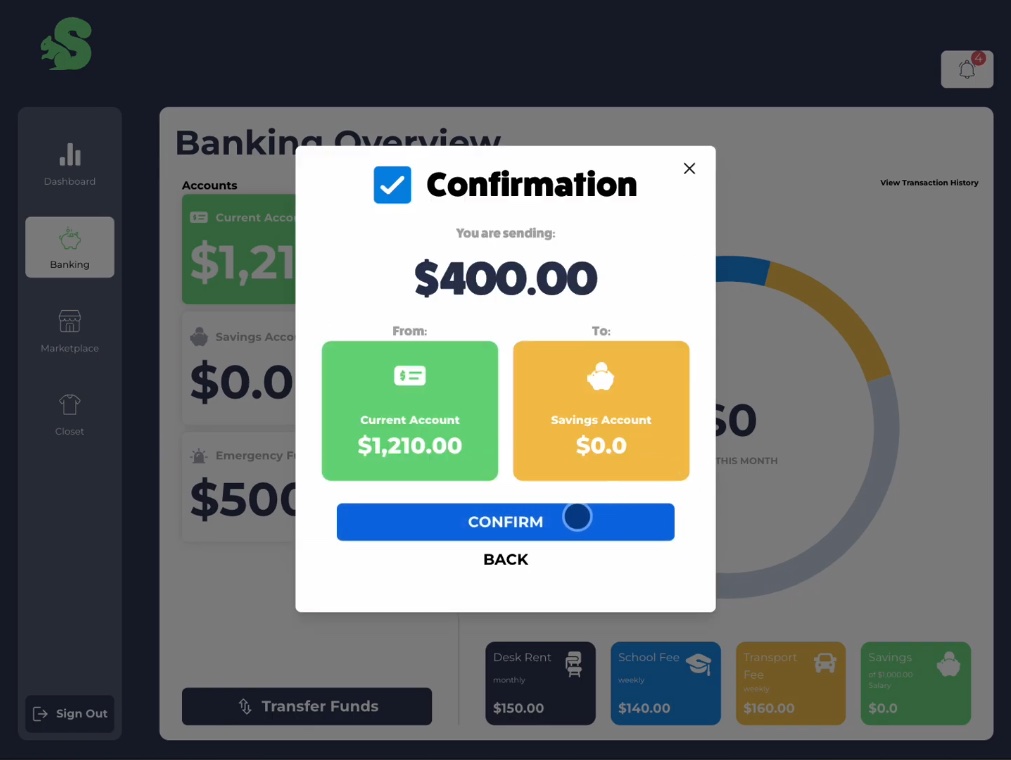 S
4
Dashboard
Banking
Marketplace
Closet
Sign Out
Banking Overview
Accounts
View Transaction History
Current Accou
$1,21
Savings Acco
$0.0
Emergency F
$500
Transfer Funds
Confirmation
You are sending:
$400.00
From:
To:
Current Account
$1,210.00
Savings Account
$0.0
CONFIRM
BACK
$0
THIS MONTH
Desk Rent
monthly
$150.00
School Fee
weekly
$140.00
Transport
Fee
weekly
$160.00
Savings
of $1,000.00
Salary
$0.0